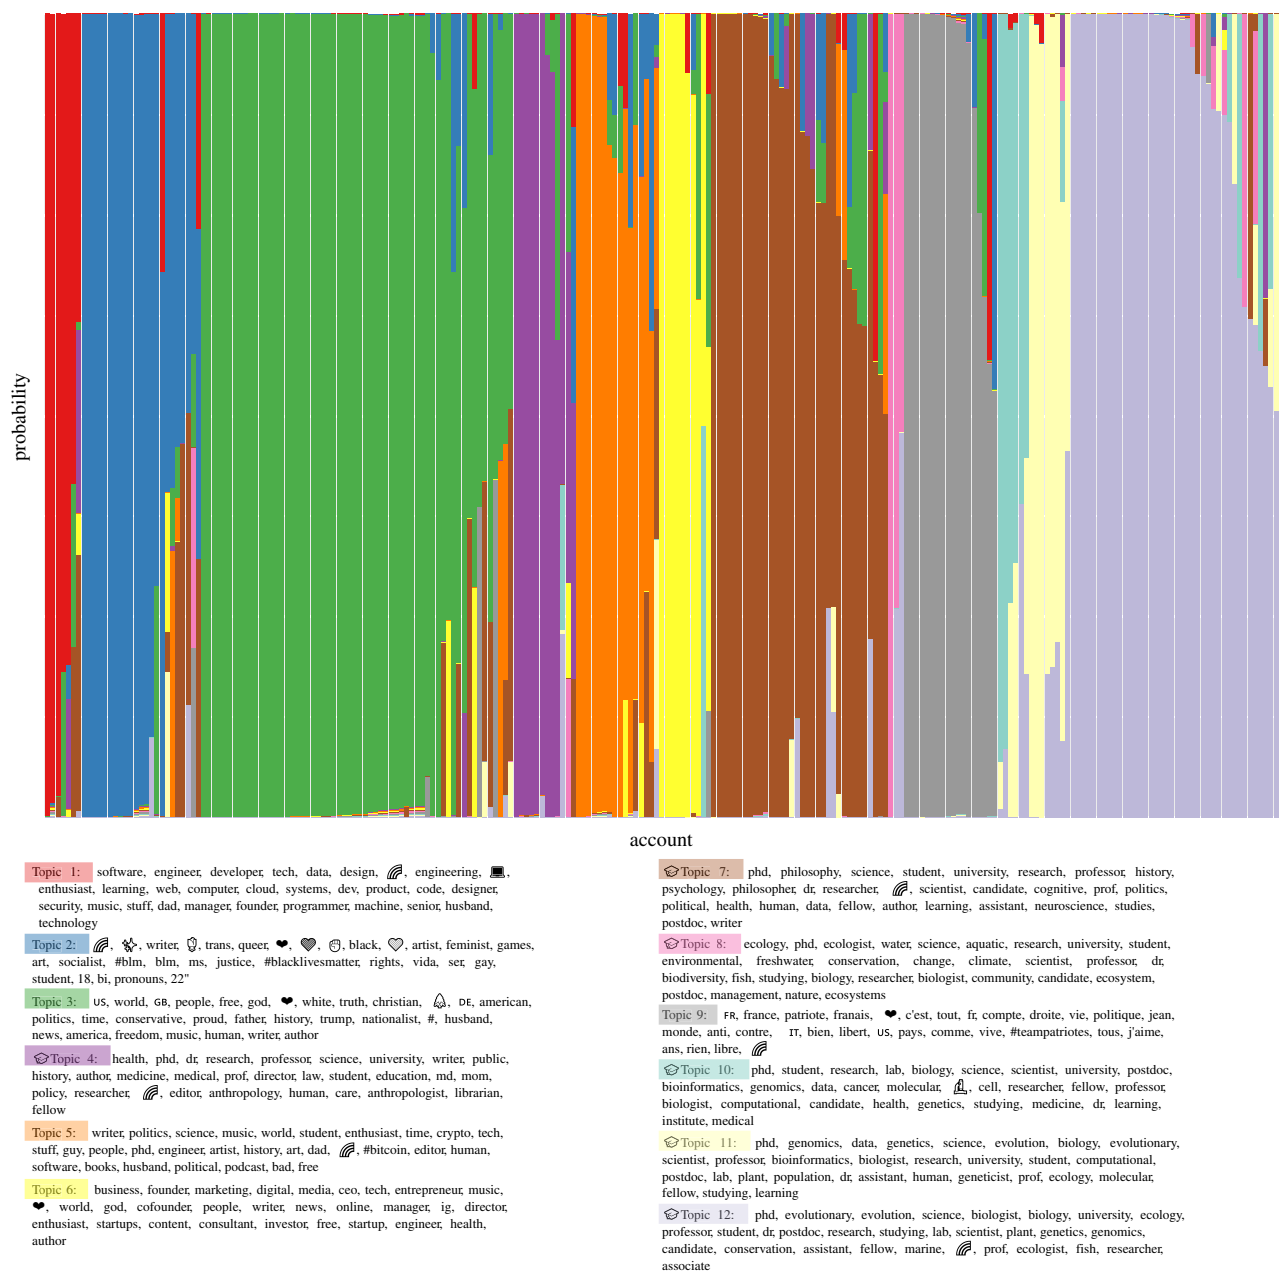 probability
account
Topic 1: software, engineer, developer, tech, data, design, 🌈, engineering, 💻,
enthusiast, learning, web, computer, cloud, systems, dev, product, code, designer,
security, music, stuff, dad, manager, founder, programmer, machine, senior, husband,
technology
Topic 2: 🌈, ✨, writer, trans, queer, ❤, black, artist, feminist, games,
art, socialist, #blm, blm, ms, justice, #blacklivesmatter, rights, vida, ser, gay,
student, 18, bi, pronouns, 22"
Topic 3: US, world, GB, people, free, god, ❤, white, truth, christian, DE, american,
politics, time, conservative, proud, father, history, trump, nationalist, #, husband,
news, america, freedom, music, human, writer, author
🎓Topic 4: health, phd, dr, research, professor, science, university, writer, public,
history, author, medicine, medical, prof, director, law, student, education, md, mom,
policy, researcher, 🌈, editor, anthropology, human, care, anthropologist, librarian,
fellow
Topic 5: writer, politics, science, music, world, student, enthusiast, time, crypto, tech,
stuff, guy, people, phd, engineer, artist, history, art, dad, 🌈, #bitcoin, editor, human,
software, books, husband, political, podcast, bad, free
Topic 6: business, founder, marketing, digital, media, ceo, tech, entrepreneur, music,
❤, world, god, cofounder, people, writer, news, online, manager, ig, director,
enthusiast, startups, content, consultant, investor, free, startup, engineer, health,
author
🎓Topic 7: phd, philosophy, science, student, university, research, professor, history,
psychology, philosopher, dr, researcher, 🌈, scientist, candidate, cognitive, prof, politics,
political, health, human, data, fellow, author, learning, assistant, neuroscience, studies,
postdoc, writer
🎓Topic 8: ecology, phd, ecologist, water, science, aquatic, research, university, student,
environmental, freshwater, conservation, change, climate, scientist, professor, dr,
biodiversity, fish, studying, biology, researcher, biologist, community, candidate, ecosystem,
postdoc, management, nature, ecosystems
Topic 9: FR, france, patriote, franais, ❤, c'est, tout, fr, compte, droite, vie, politique, jean,
monde, anti, contre, IT, bien, libert, US, pays, comme, vive, #teampatriotes, tous, j'aime,
ans, rien, libre, 🌈
🎓Topic 10: phd, student, research, lab, biology, science, scientist, university, postdoc,
bioinformatics, genomics, data, cancer, molecular, 🔬, cell, researcher, fellow, professor,
biologist, computational, candidate, health, genetics, studying, medicine, dr, learning,
institute, medical
🎓Topic 11: phd, genomics, data, genetics, science, evolution, biology, evolutionary,
scientist, professor, bioinformatics, biologist, research, university, student, computational,
postdoc, lab, plant, population, dr, assistant, human, geneticist, prof, ecology, molecular,
fellow, studying, learning
🎓Topic 12: phd, evolutionary, evolution, science, biologist, biology, university, ecology,
professor, student, dr, postdoc, research, studying, lab, scientist, plant, genetics, genomics,
candidate, conservation, assistant, fellow, marine, 🌈, prof, ecologist, fish, researcher,
associate